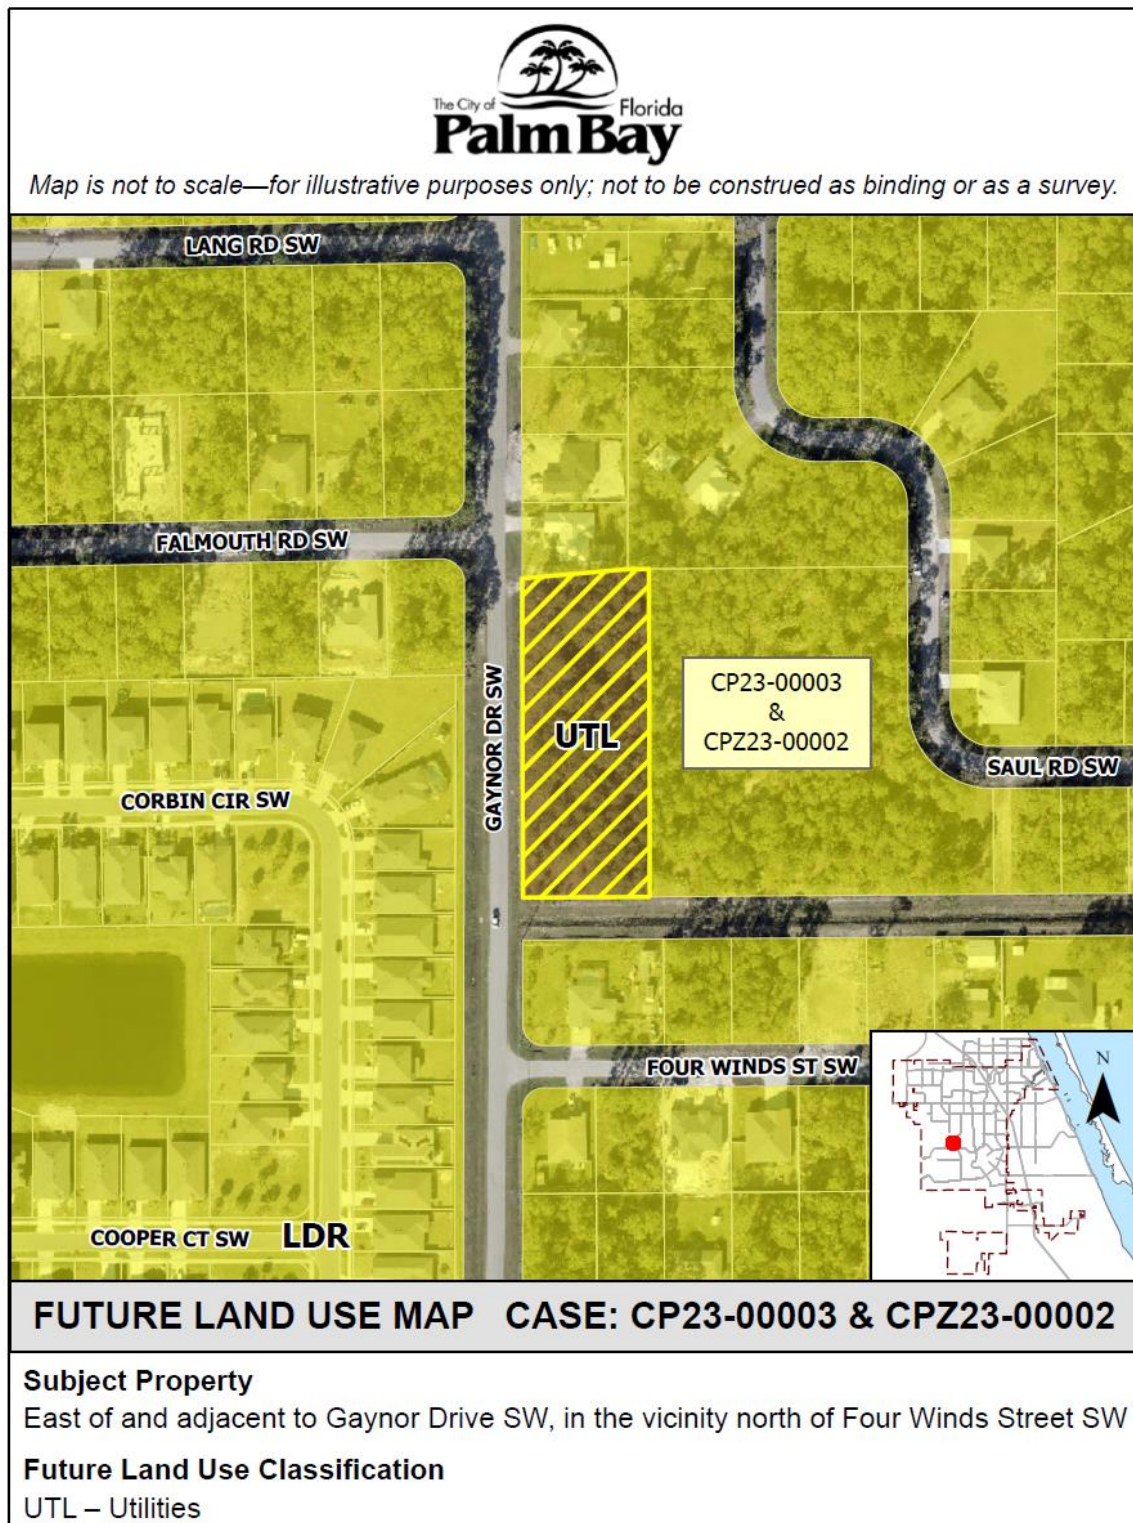 The City of Florida
Palm Bay
Map is not to scale—for illustrative purposes only; not to be construed as binding or as a survey.
LANG RD SW
FALMOUTH RD SW
GAYNOR DR SW
CP23-00003
&
CPZ23-00002
UTL
SAUL RD SW
CORBIN CIR SW
FOUR WINDS ST SW
N
COOPER CT SW
LDR
FUTURE LAND USE MAP CASE: CP23-00003 & CPZ23-00002
Subject Property
East of and adjacent to Gaynor Drive SW, in the vicinity north of Four Winds Street SW
Future Land Use Classification
UTL – Utilities